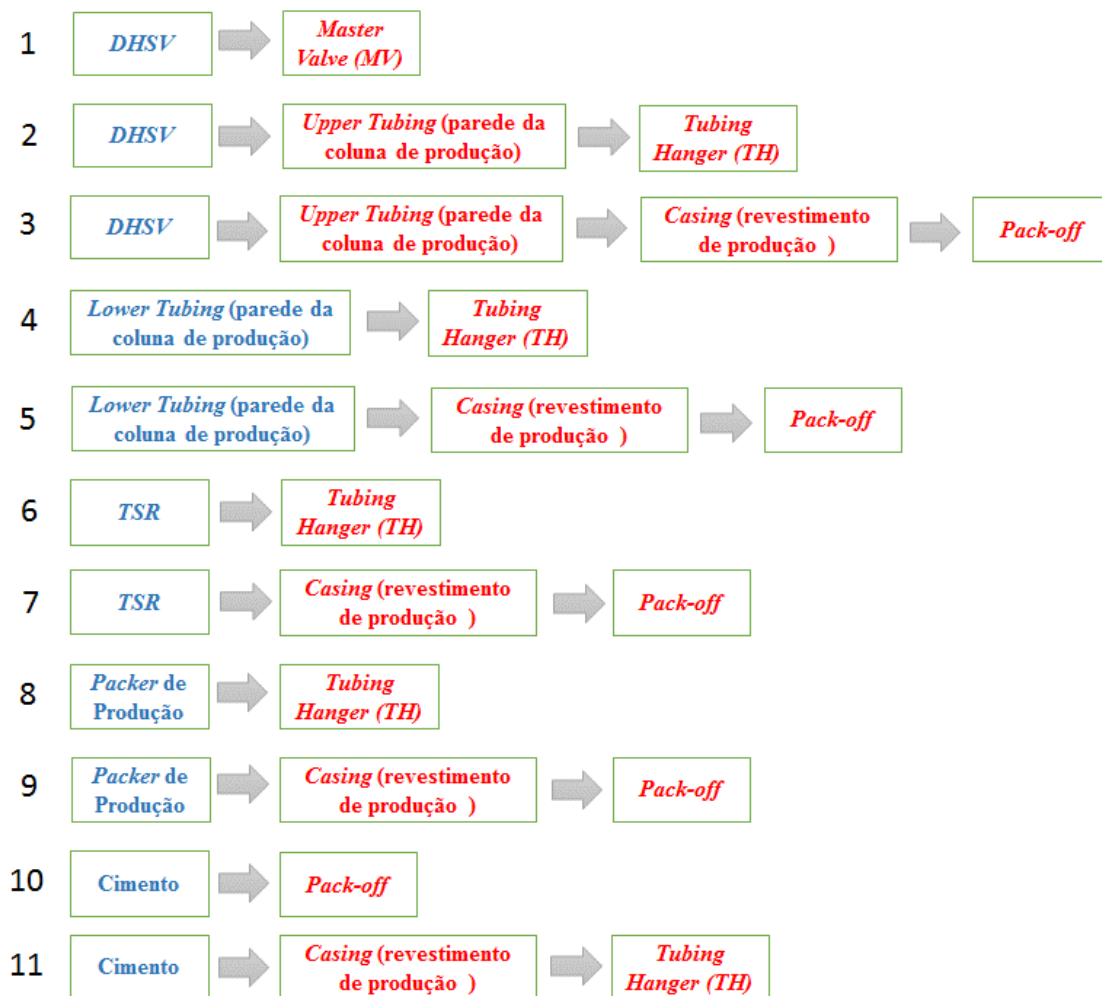 1 DHSV Master
Valve (MV)
2 DHSV Upper Tubing (parede da Tubing
coluna de produção) Hanger (TH)
3 DHSV Upper Tubing (parede da Casing (revestimento Pack-off
coluna de produção) de produção )
4 Lower Tubing (parede da Tubing
coluna de produção) Hanger (TH)
5 Lower Tubing (parede da Casing (revestimento Pack-off
coluna de produção) de produção )
6 TSR Tubing
Hanger (TH)
7 TSR Casing (revestimento Pack-off
de produção )
8 Packer de Tubing
Produção Hanger (TH)
9 Packer de Casing (revestimento Pack-off
Produção de produção )
10 Cimento Pack-off
11 Cimento Casing (revestimento Tubing
de produção ) Hanger (TH)